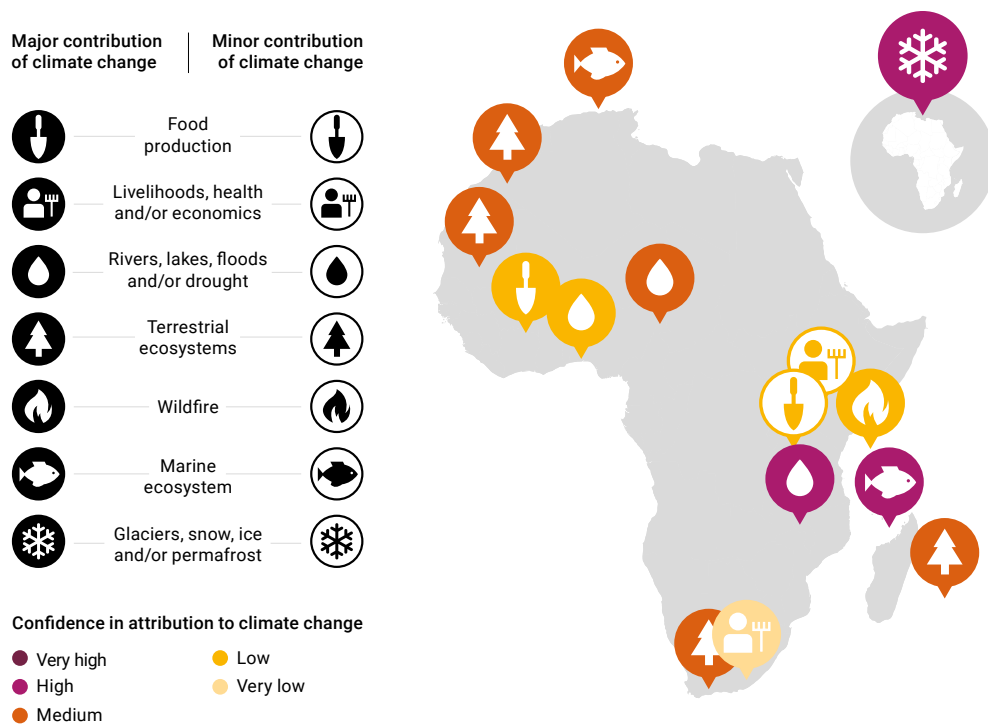 Major contribution
of climate change
Minor contribution
of climate change
Food
production
Livelihoods, health
and/or economics
Rivers, lakes, floods
and/or drought
Terrestrial
ecosystems
Wildfire
Marine
ecosystem
Glaciers, snow, ice
and/or permafrost
Confidence in attribution to climate change
Very high
High
Medium
Low
Very low